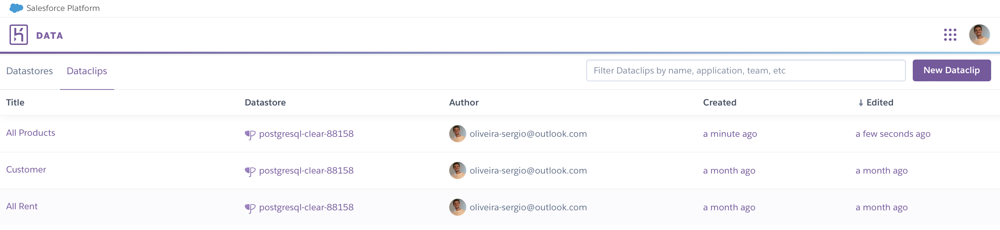 Salesforce Platform
DATA
Datastores Dataclips Filter Dataclips by name, application, team, etc New Dataclip
Title Datastore Author Created Edited
All Products postgresql-clear-88158 oliveira-sergio@outlook.com a minute ago a few seconds ago
Customer postgresql-clear-88158 oliveira-sergio@outlook.com a month ago a month ago
All Rent postgresql-clear-88158 oliveira-sergio@outlook.com a month ago a month ago